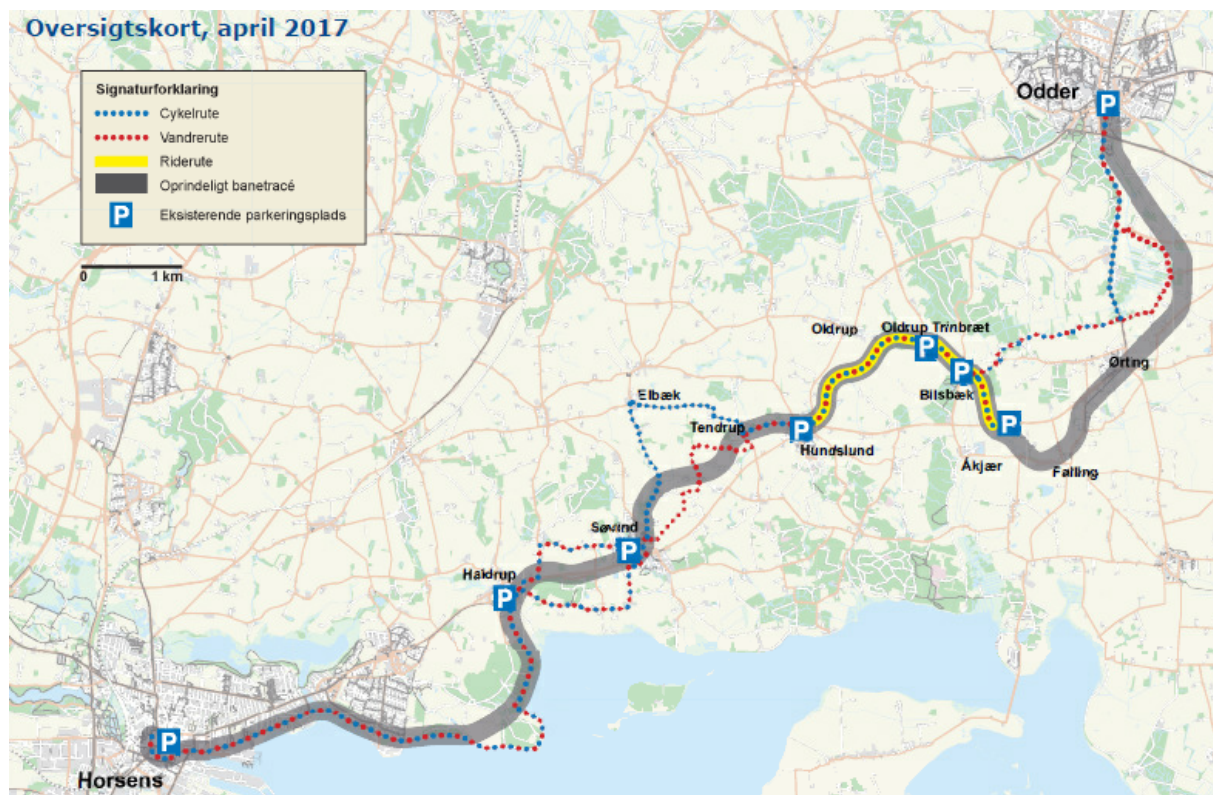 Oversigtskort, april 2017
Signaturforklaring
Cykelrute
Vandrerute
Riderute
Oprindeligt banetracé
P Eksisterende parkeringsplads
0 1 km
Odder
P
Oldrup
Oldrup Trinbræt
P
P
Ørting
Bilsbæk
Elbæk
Tendrup
P
P
Hundslund
Åkjær
Falling
Søvind
P
Haldrup
P
P
Horsens